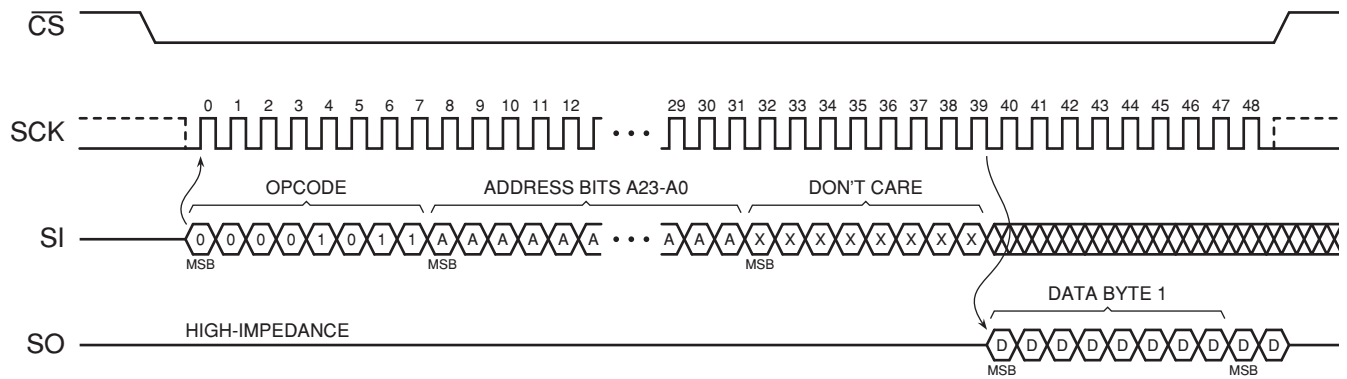 CS
0 1 2 3 4 5 6 7 8 9 10 11 12 29 30 31 32 33 34 35 36 37 38 39 40 41 42 43 44 45 46 47 48
SCK
OPCODE ADDRESS BITS A23-A0 DON'T CARE
SI 0 0 0 0 1 0 1 1 A A A A A A A A A X X X X X X X X
MSB MSB MSB
DATA BYTE 1
HIGH-IMPEDANCE
SO D D D D D D D D D D
MSB MSB